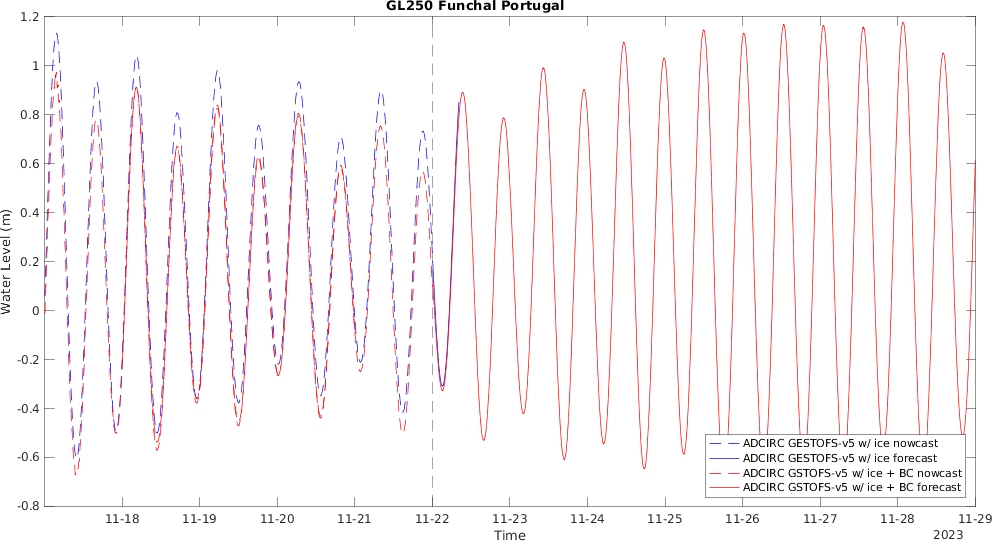 GL250 Funchal Portugal
1.2
1
0.8
0.6
0.4
0.2
0
-0.2
-0.4
-0.6
-0.8
Water Level (m)
ADCIRC GESTOFS-v5 w/ ice nowcast
ADCIRC GESTOFS-v5 w/ ice forecast
ADCIRC GSTOFS-v5 w/ ice + BC nowcast
ADCIRC GSTOFS-v5 w/ ice + BC forecast
11-18 11-19 11-20 11-21 11-22 11-23 11-24 11-25 11-26 11-27 11-28 11-29
Time
2023